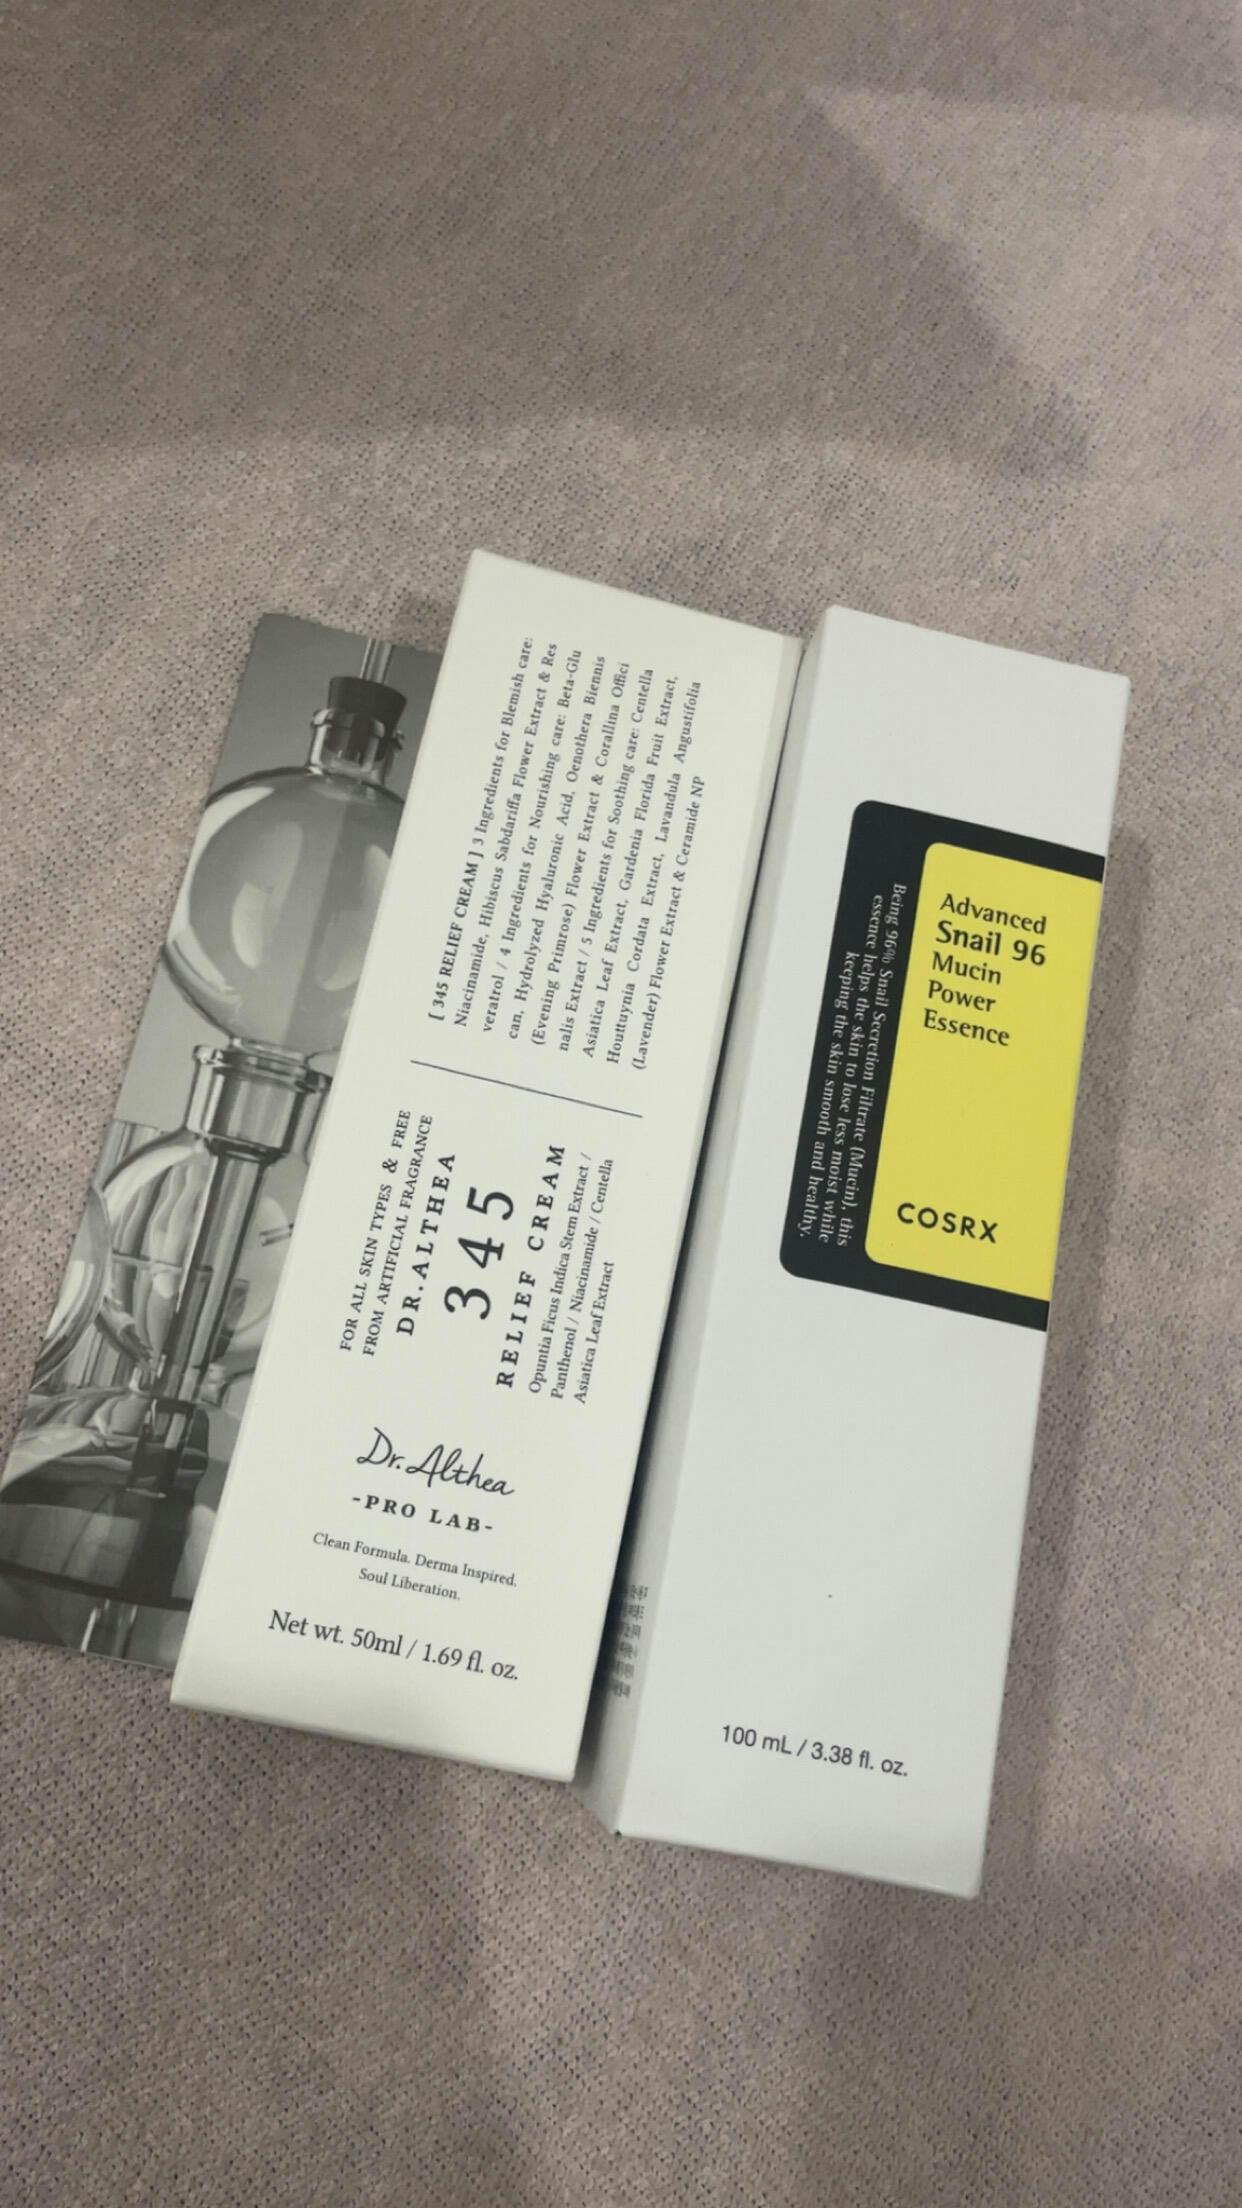 [ 345 RELIEF CREAM ] 3 Ingredients for Blemish care:
Niacinamide, Hibiscus Sabdariffa Flower Extract & Res
veratrol / 4 Ingredients for Nourishing care: Beta-Glu
can, Hydrolyzed Hyaluronic Acid, Oenothera Biennis
(Evening Primrose) Flower Extract & Corallina Offici
nalis Extract / 5 Ingredients for Soothing care: Centella
Asiatica Leaf Extract, Gardenia Florida Fruit Extract,
Houttuynia Cordata Extract, Lavandula Angustifolia
(Lavender) Flower Extract & Ceramide NP
FOR ALL SKIN TYPES & FREE
FROM ARTIFICIAL FRAGRANCE
DR.ALTHEA
345
RELIEF CREAM
Opuntia Ficus Indica Stem Extract /
Panthenol / Niacinamide / Centella
Asiatica Leaf Extract
Dr.Althea
-PRO LAB-
Clean Formula. Derma Inspired.
Soul Liberation.
Net wt. 50ml / 1.69 fl. oz.
Advanced
Snail 96
Mucin
Power
Essence
COSRX
Being 96% Snail Secretion Filtrate (Mucin), this
essence helps the skin to lose less moist while
keeping the skin smooth and healthy.
100 mL / 3.38 fl. oz.